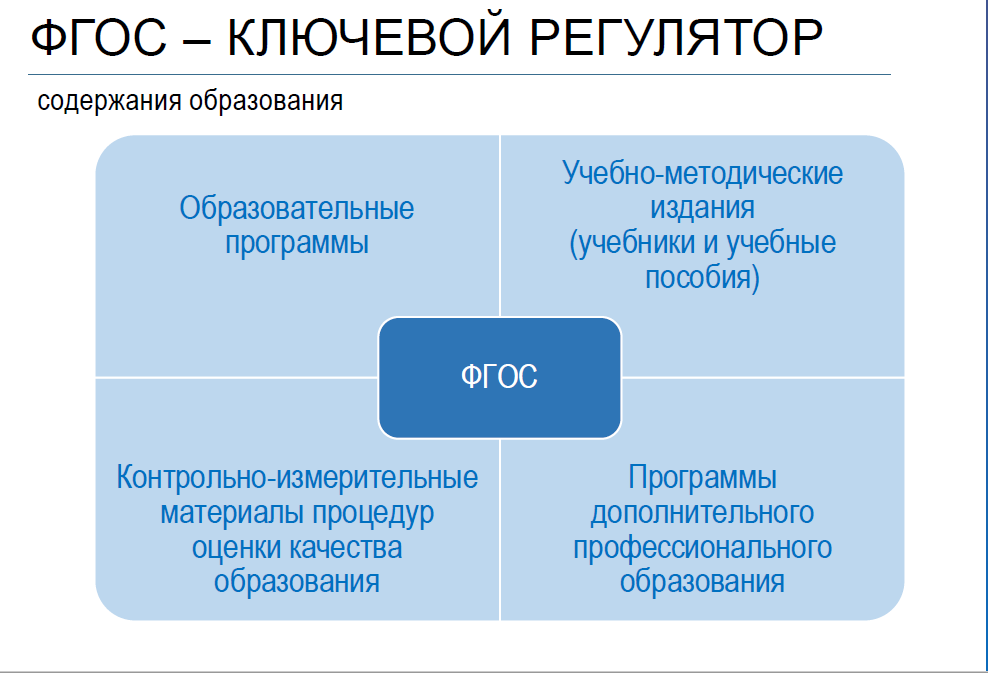 ФГОС – КЛЮЧЕВОЙ РЕГУЛЯТОР
содержания образования
Образовательные
программы
Учебно-методические
издания
(учебники и учебные
пособия)
ФГОС
Контрольно-измерительные
материалы процедур
оценки качества
образования
Программы
дополнительного
профессионального
образования